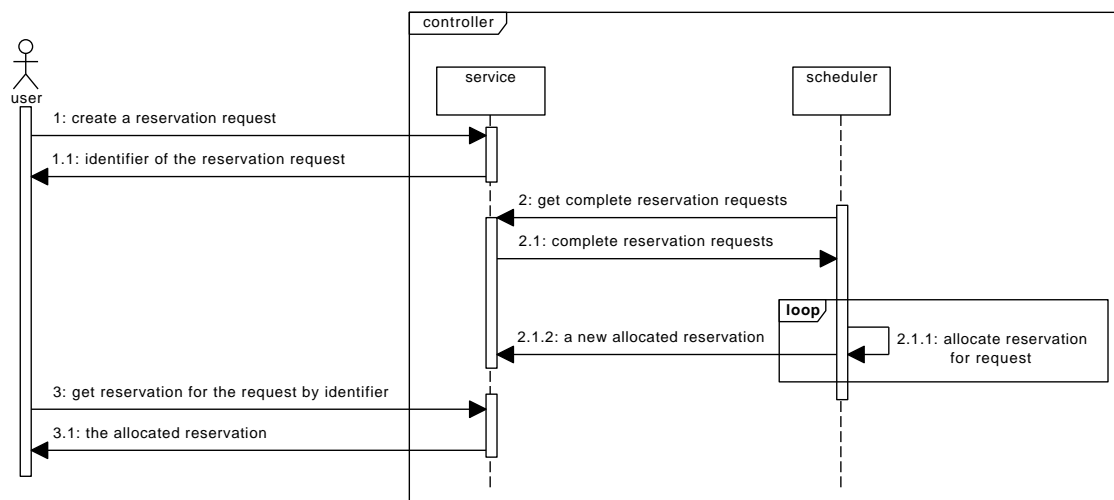 controller
service
scheduler
user
1: create a reservation request
1.1: identifier of the reservation request
2: get complete reservation requests
2.1: complete reservation requests
loop
2.1.2: a new allocated reservation
2.1.1: allocate reservation
for request
3: get reservation for the request by identifier
3.1: the allocated reservation